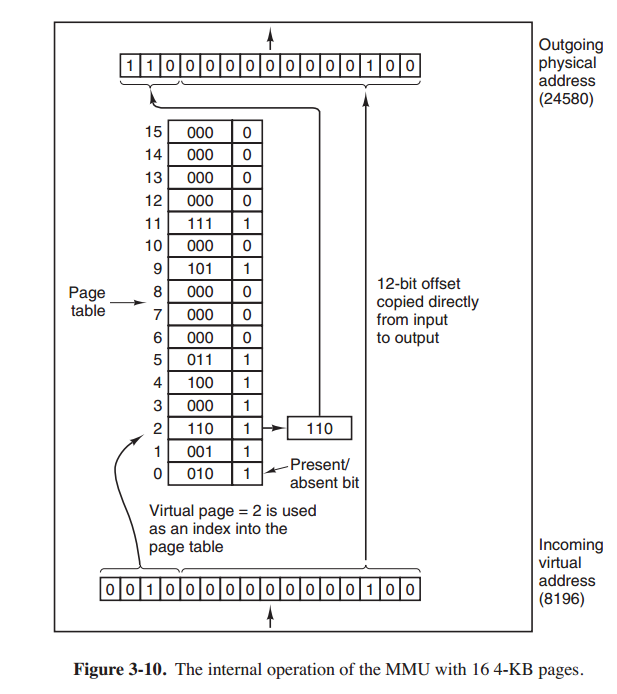 Outgoing
physical
address
(24580)
1 1 0 0 0 0 0 0 0 0 0 0 1 0 0
15 000 0
14 000 0
13 000 0
12 000 0
11 111 1
10 000 0
9 101 1
8 000 0
7 000 0
6 000 0
5 011 1
4 100 1
3 000 1
2 110 1
1 001 1
0 010 1
Page
table
110
12-bit offset
copied directly
from input
to output
Present/
absent bit
Virtual page = 2 is used
as an index into the
page table
0 0 1 0 0 0 0 0 0 0 0 0 0 1 0 0
Incoming
virtual
address
(8196)
Figure 3-10. The internal operation of the MMU with 16 4-KB pages.